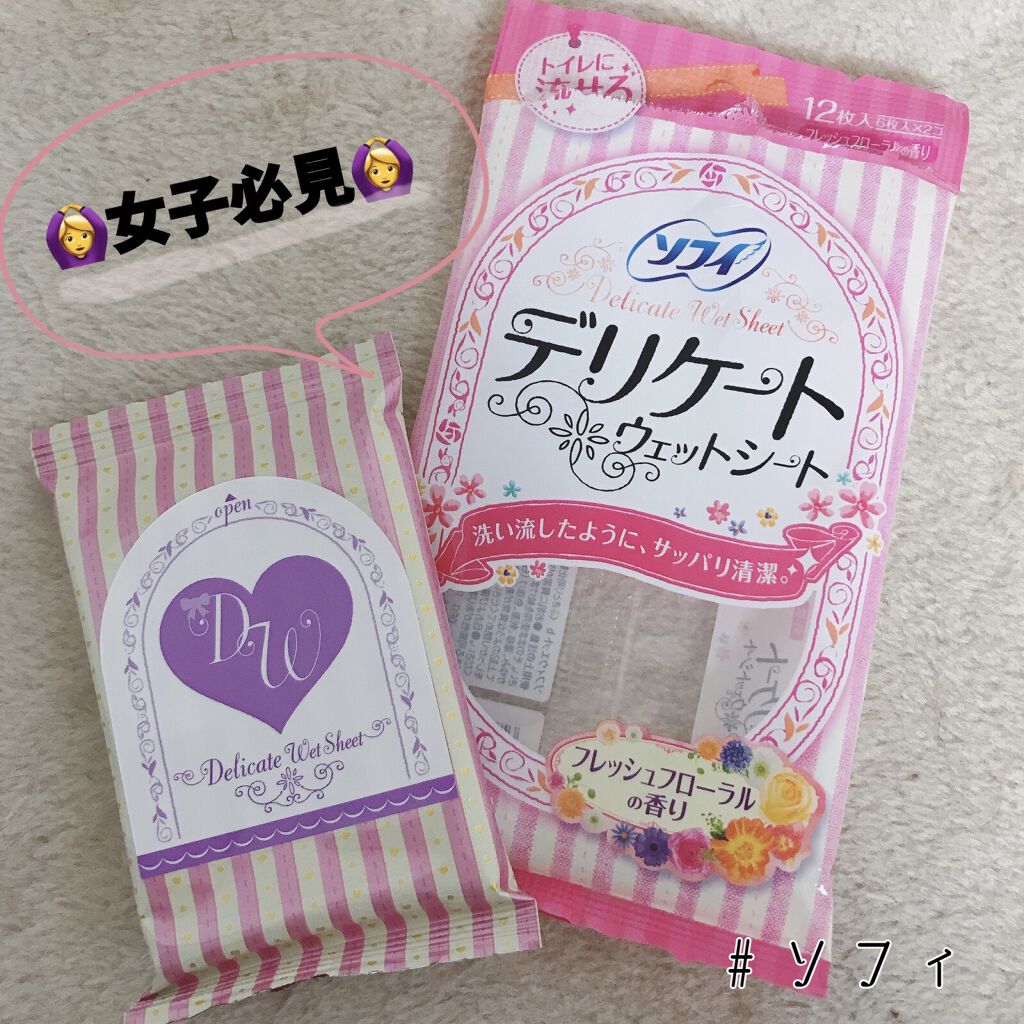 🙆女子必見🙆
トイレに
流せる
12枚入 6枚入×2コ
フレッシュフローラルの香り
ソフィ
Delicate Wet Sheet
デリケート
ウェットシート
洗い流したように、サッパリ清潔。
フレッシュフローラル
の香り
open
DW
Delicate Wet Sheet
#ソフィ